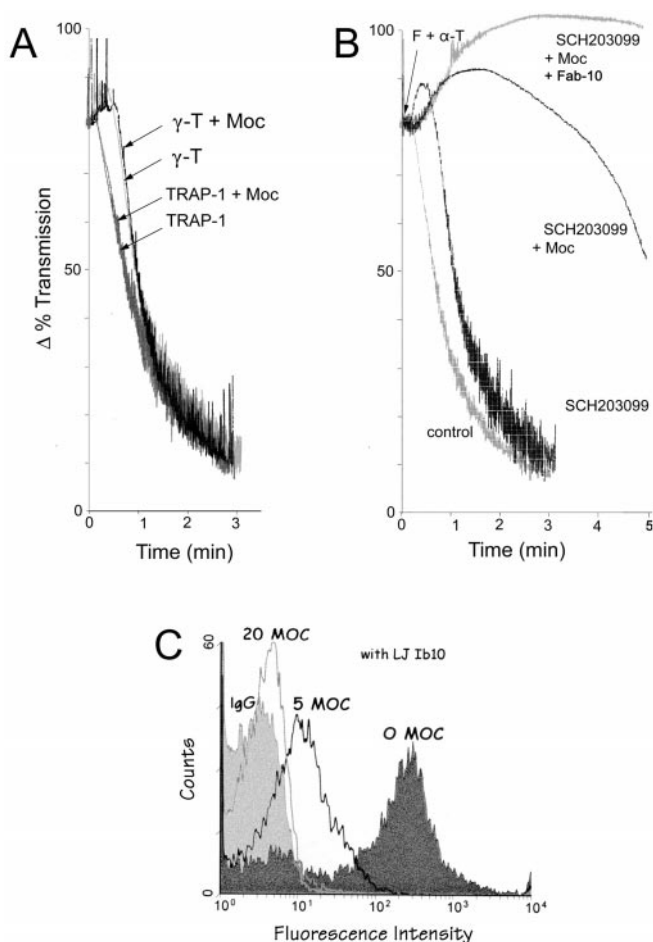 A
100
50
0
Δ % Transmission
γ-T + Moc
γ-T
TRAP-1 + Moc
TRAP-1
0 1 2 3
Time (min)
B
100
50
0
F + α-T
SCH203099
+ Moc
+ Fab-10
SCH203099
+ Moc
SCH203099
control
0 1 2 3 4 5
Time (min)
C
60
0
Counts
20 MOC
with LJ Ib10
IgG
5 MOC
0 MOC
10⁰ 10¹ 10² 10³ 10⁴
Fluorescence Intensity